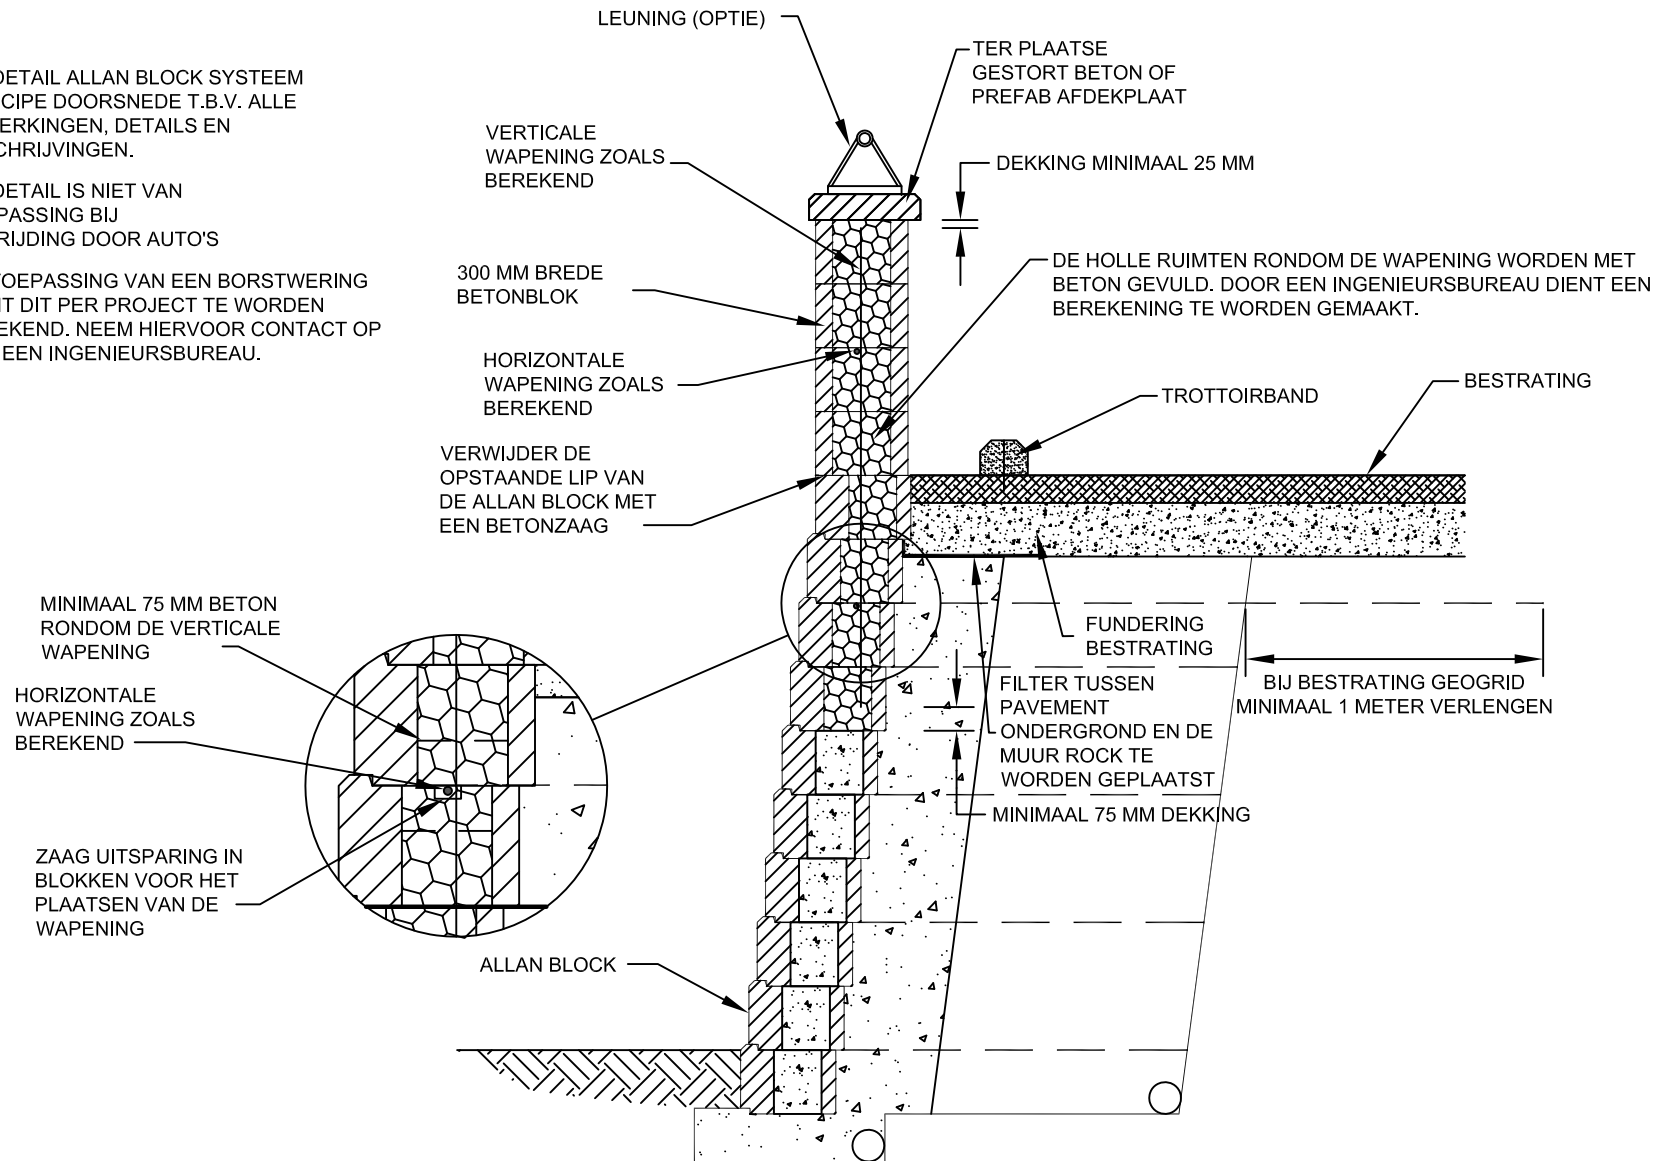 LEUNING (OPTIE)
DETAIL ALLAN BLOCK SYSTEEM
CIPE DOORSNEDE T.B.V. ALLE
ERKINGEN, DETAILS EN
CHRIJVINGEN.
DETAIL IS NIET VAN
PASSING BIJ
RIJDING DOOR AUTO'S
TOEPASSING VAN EEN BORSTWERING
NT DIT PER PROJECT TE WORDEN
EKEND. NEEM HIERVOOR CONTACT OP
EEN INGENIEURSBUREAU.
TER PLAATSE
GESTORT BETON OF
PREFAB AFDEKPLAAT
VERTICALE
WAPENING ZOALS
BEREKEND
DEKKING MINIMAAL 25 MM
300 MM BREDE
BETONBLOK
DE HOLLE RUIMTEN RONDOM DE WAPENING WORDEN MET
BETON GEVULD. DOOR EEN INGENIEURSBUREAU DIENT EEN
BEREKENING TE WORDEN GEMAAKT.
HORIZONTALE
WAPENING ZOALS
BEREKEND
TROTTOIRBAND
BESTRATING
VERWIJDER DE
OPSTAANDE LIP VAN
DE ALLAN BLOCK MET
EEN BETONZAAG
MINIMAAL 75 MM BETON
RONDOM DE VERTICALE
WAPENING
HORIZONTALE
WAPENING ZOALS
BEREKEND
ZAAG UITSPARING IN
BLOKKEN VOOR HET
PLAATSEN VAN DE
WAPENING
FUNDERING
BESTRATING
FILTER TUSSEN
PAVEMENT
ONDERGROND EN DE
MUUR ROCK TE
WORDEN GEPLAATST
BIJ BESTRATING GEOGRID
MINIMAAL 1 METER VERLENGEN
MINIMAAL 75 MM DEKKING
ALLAN BLOCK